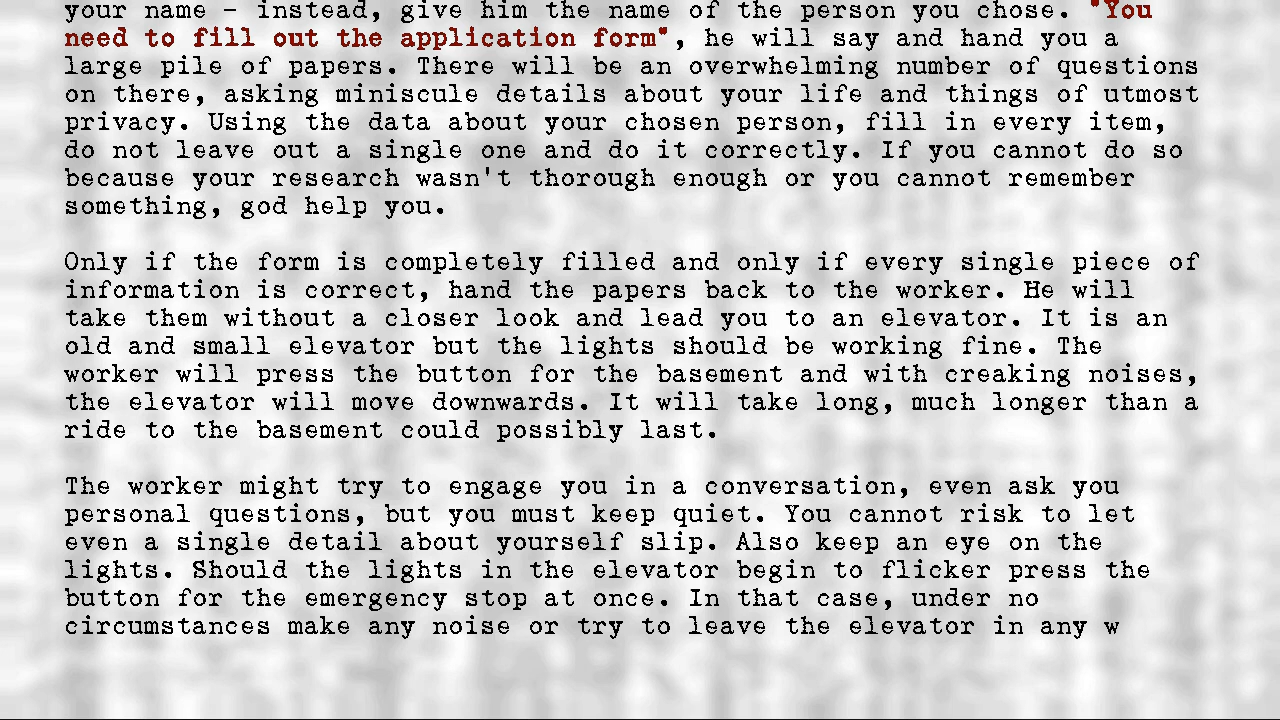 your name - instead, give him the name of the person you chose. "You
need to fill out the application form", he will say and hand you a
large pile of papers. There will be an overwhelming number of questions
on there, asking miniscule details about your life and things of utmost
privacy. Using the data about your chosen person, fill in every item,
do not leave out a single one and do it correctly. If you cannot do so
because your research wasn't thorough enough or you cannot remember
something, god help you.

Only if the form is completely filled and only if every single piece of
information is correct, hand the papers back to the worker. He will
take them without a closer look and lead you to an elevator. It is an
old and small elevator but the lights should be working fine. The
worker will press the button for the basement and with creaking noises,
the elevator will move downwards. It will take long, much longer than a
ride to the basement could possibly last.

The worker might try to engage you in a conversation, even ask you
personal questions, but you must keep quiet. You cannot risk to let
even a single detail about yourself slip. Also keep an eye on the
lights. Should the lights in the elevator begin to flicker press the
button for the emergency stop at once. In that case, under no
circumstances make any noise or try to leave the elevator in any w